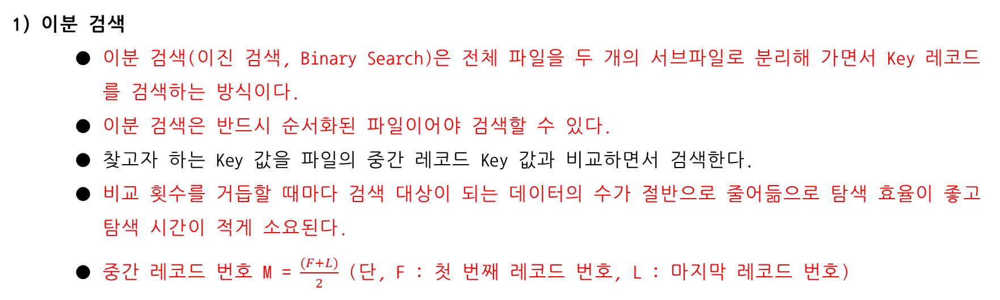 1) 이분 검색
● 이분 검색(이진 검색, Binary Search)은 전체 파일을 두 개의 서브파일로 분리해 가면서 Key 레코드
를 검색하는 방식이다.
● 이분 검색은 반드시 순서화된 파일이어야 검색할 수 있다.
● 찾고자 하는 Key 값을 파일의 중간 레코드 Key 값과 비교하면서 검색한다.
● 비교 횟수를 거듭할 때마다 검색 대상이 되는 데이터의 수가 절반으로 줄어듦으로 탐색 효율이 좋고
탐색 시간이 적게 소요된다.
● 중간 레코드 번호 M = (F+L)/2 (단, F : 첫 번째 레코드 번호, L : 마지막 레코드 번호)